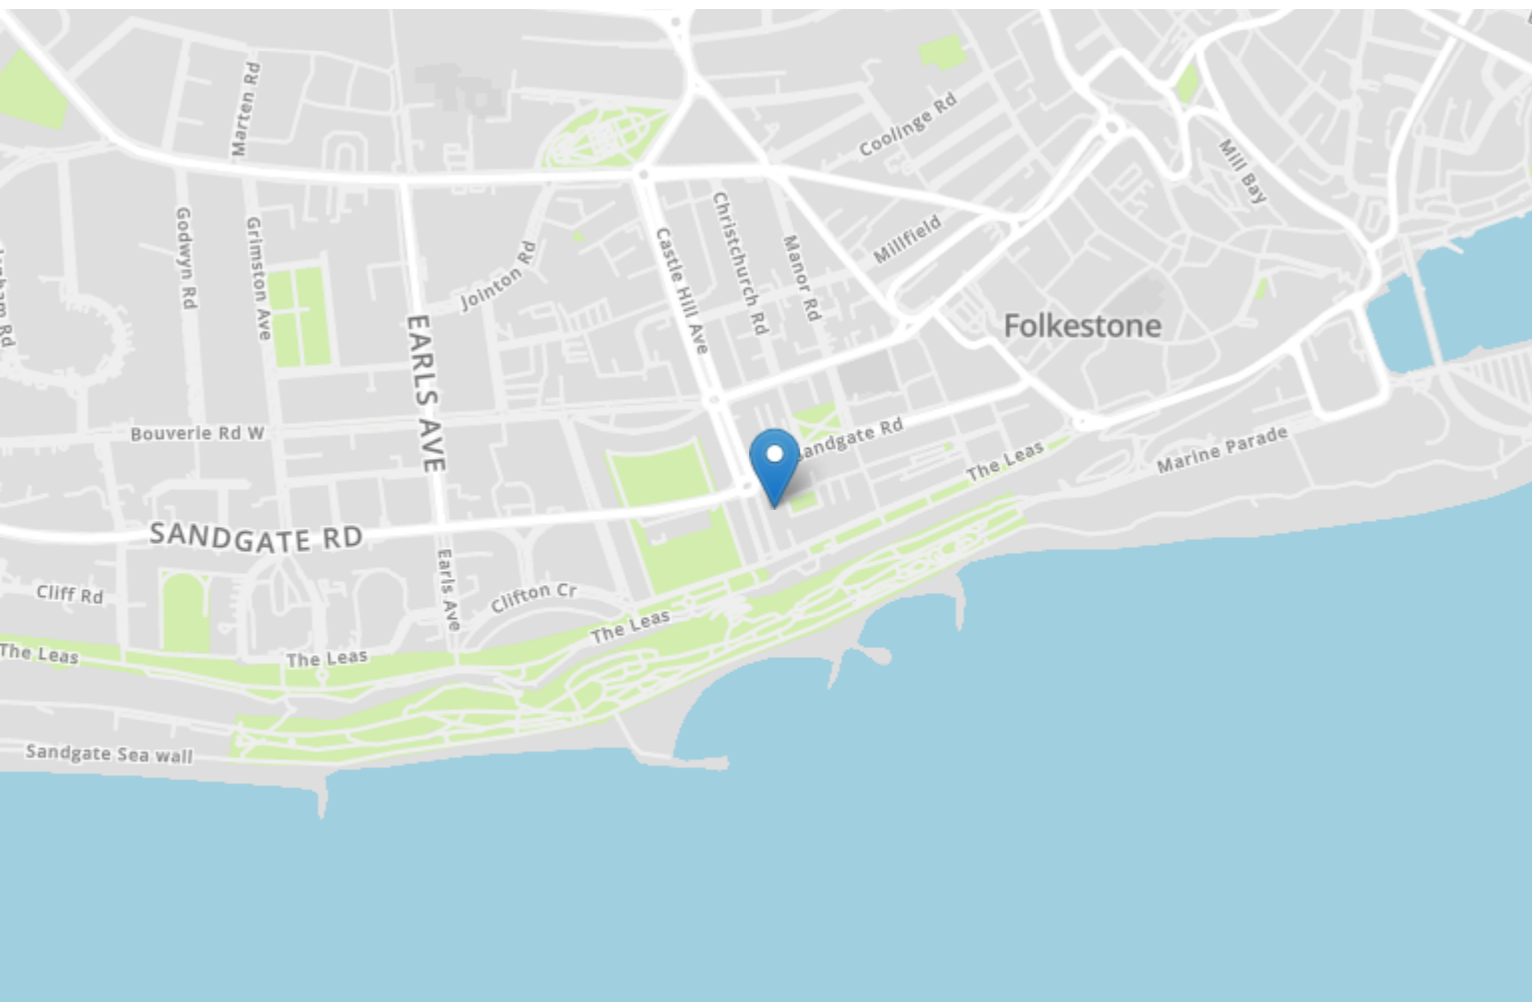 Marten Rd
Coolinge Rd
Mill Bay
Godwyn Rd
Grimston Ave
Jointon Rd
Castle Hill Ave
Christchurch Rd
Manor Rd
Millfield
Folkestone
EARLS AVE
Bouverie Rd W
Sandgate Rd
The Leas
Marine Parade
SANDGATE RD
Earls Ave
Clifton Cr
Cliff Rd
The Leas
The Leas
The Leas
Sandgate Sea wall